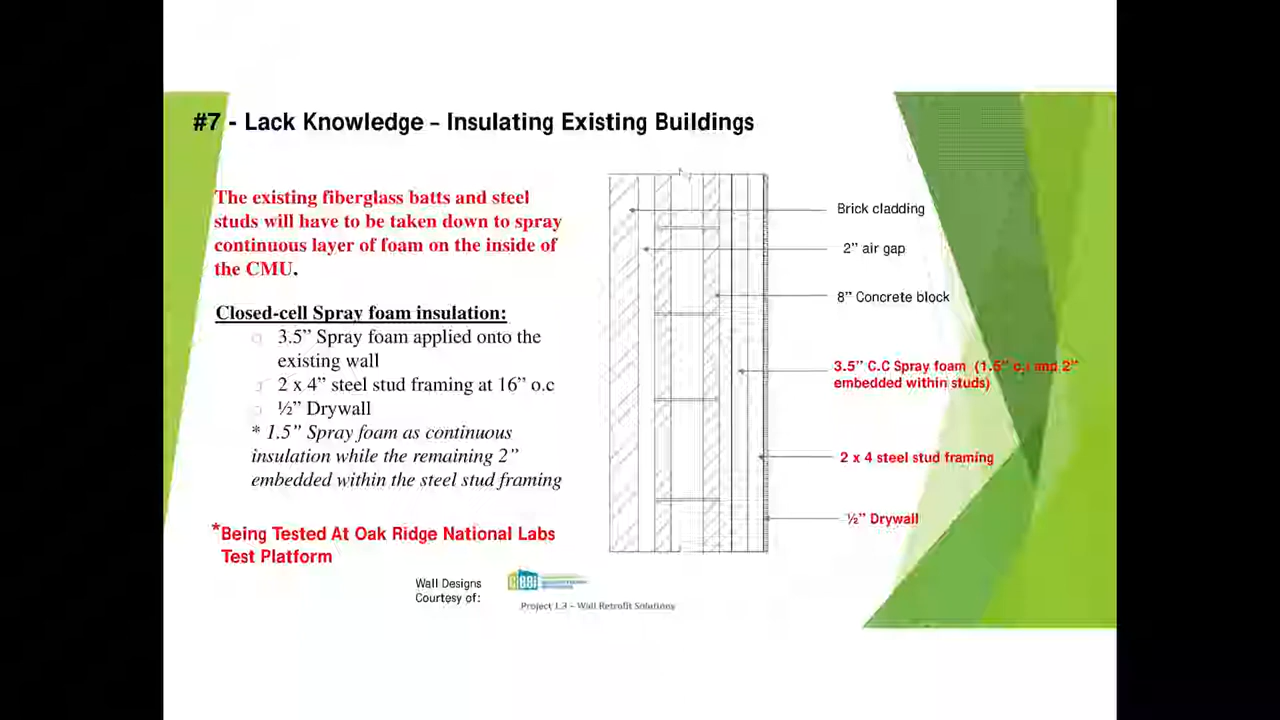 #7 - Lack Knowledge – Insulating Existing Buildings
The existing fiberglass batts and steel
studs will have to be taken down to spray
continuous layer of foam on the inside of
the CMU.
Closed-cell Spray foam insulation:
3.5” Spray foam applied onto the
existing wall
2 x 4” steel stud framing at 16” o.c
½” Drywall
* 1.5” Spray foam as continuous
insulation while the remaining 2”
embedded within the steel stud framing
*Being Tested At Oak Ridge National Labs
Test Platform
Brick cladding
2” air gap
8” Concrete block
3.5” C.C Spray foam (1.5” c.i and 2”
embedded within studs)
2 x 4 steel stud framing
½” Drywall
Wall Designs
Courtesy of:
Project 1.3 – Wall Retrofit Solutions